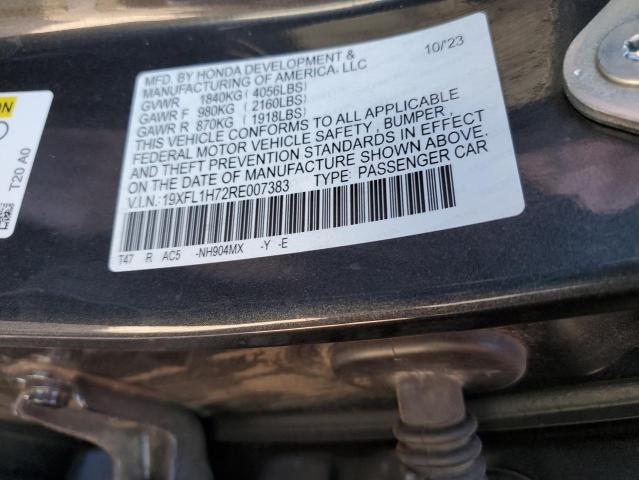 MFD. BY HONDA DEVELOPMENT &
MANUFACTURING OF AMERICA, LLC
10/'23
GVWR 1840KG ( 4056LBS)
GAWR F 980KG ( 2160LBS)
GAWR R 870KG ( 1918LBS)
THIS VEHICLE CONFORMS TO ALL APPLICABLE
FEDERAL MOTOR VEHICLE SAFETY , BUMPER ,
AND THEFT PREVENTION STANDARDS IN EFFECT
ON THE DATE OF MANUFACTURE SHOWN ABOVE.
V.I.N.:19XFL1H72RE007383 TYPE: PASSENGER CAR
T47 R AC5 -NH904MX -Y -E
T20 A0